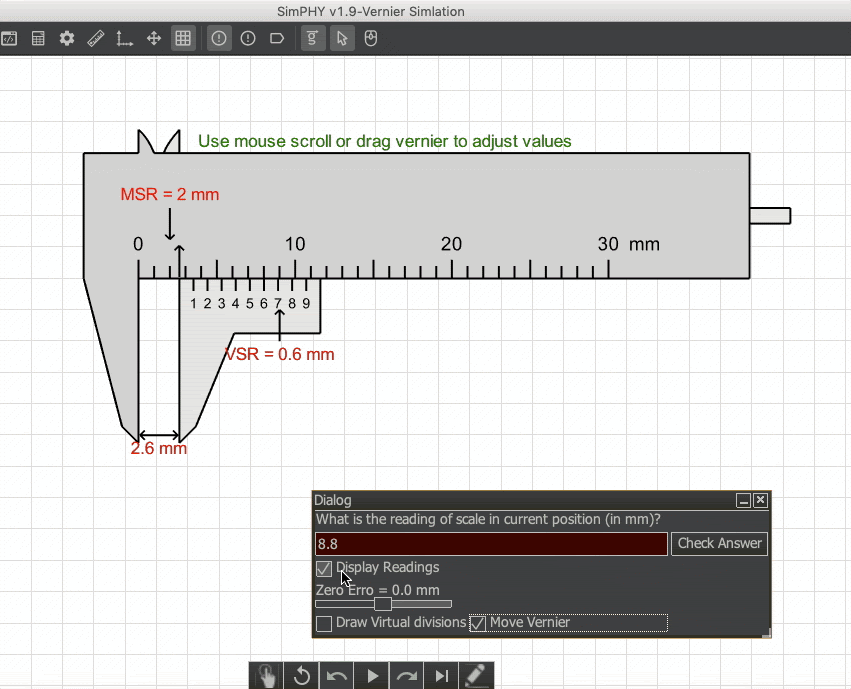 SimPHY v1.9-Vernier Simlation
Use mouse scroll or drag vernier to adjust values
MSR = 2 mm
0 10 20 30 mm
1 2 3 4 5 6 7 8 9
VSR = 0.6 mm
2.6 mm
Dialog
What is the reading of scale in current position (in mm)?
8.8 Check Answer
Display Readings
Zero Erro = 0.0 mm
Draw Virtual divisions Move Vernier